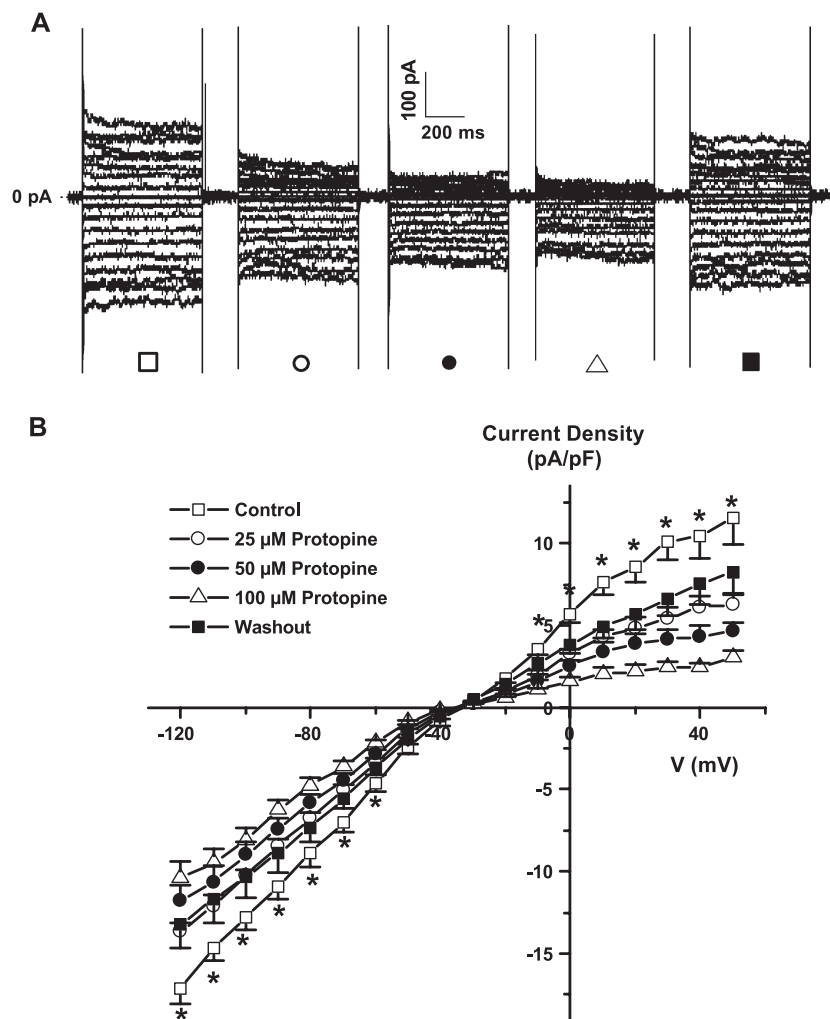 A
100 pA
200 ms
0 pA
B
Current Density
(pA/pF)
Control
25 µM Protopine
50 µM Protopine
100 µM Protopine
Washout
* * * * * * *
10
5
0
-120 -80 -40 0 40
V (mV)
-5
-10
-15
* * * * * * *